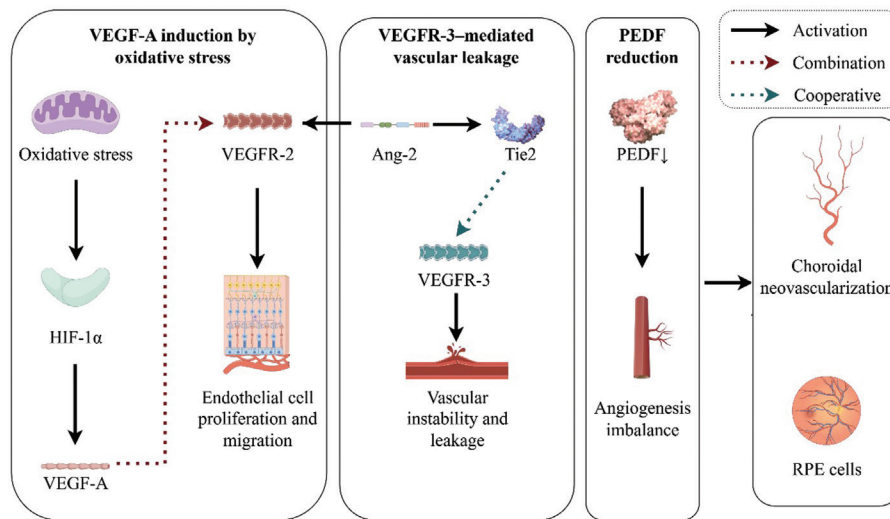 VEGF-A induction by
oxidative stress
Oxidative stress
HIF-1α
VEGF-A
VEGFR-2
Endothelial cell
proliferation and
migration
VEGFR-3–mediated
vascular leakage
Ang-2
Tie2
VEGFR-3
Vascular
instability and
leakage
PEDF
reduction
PEDF↓
Angiogenesis
imbalance
Activation
Combination
Cooperative
Choroidal
neovascularization
RPE cells